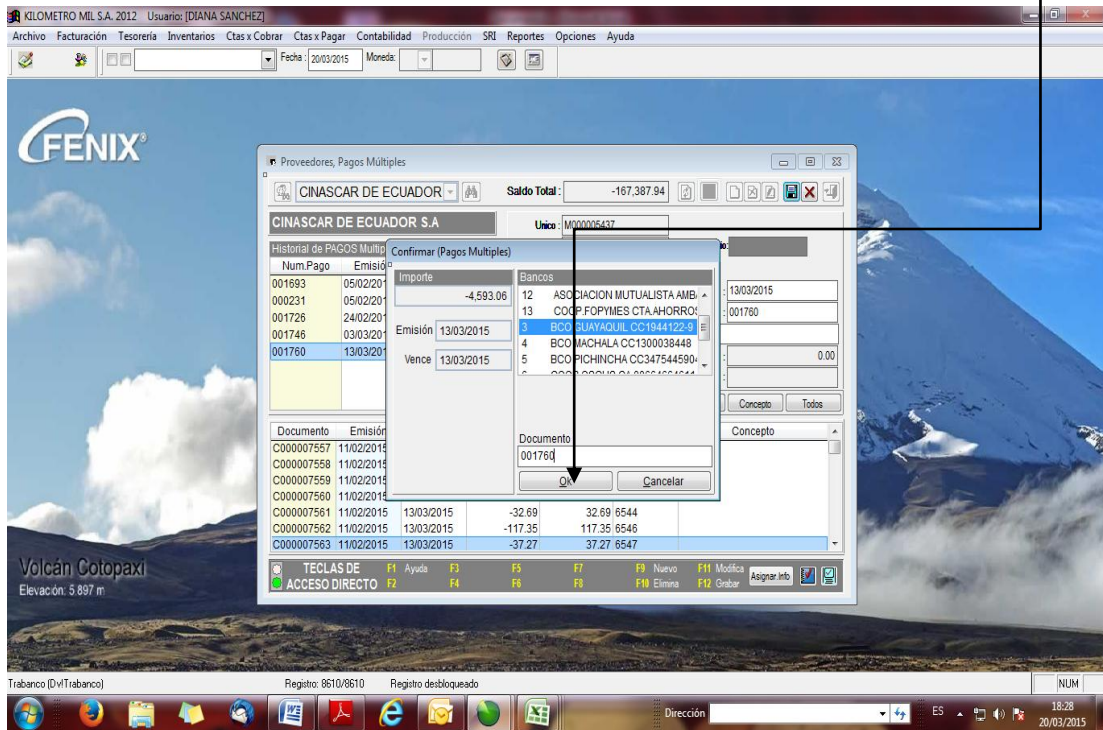 KILOMETRO MIL S.A. 2012 Usuario: [DIANA SANCHEZ]
Archivo Facturación Tesorería Inventarios Ctas x Cobrar Ctas x Pagar Contabilidad Producción SRI Reportes Opciones Ayuda
Fecha : 20/03/2015 Moneda:
FENIX®
Proveedores, Pagos Múltiples
CINASCAR DE ECUADOR Saldo Total : -167,387.94
CINASCAR DE ECUADOR S.A Unico : M000005437
Historial de PAGOS Multip
Num.Pago Emisió
001693 05/02/201
000231 05/02/201
001726 24/02/201
001746 03/03/201
001760 13/03/201
Confirmar (Pagos Multiples)
Importe
-4,593.06
Emisión 13/03/2015
Vence 13/03/2015
Bancos
12 ASOCIACION MUTUALISTA AMB
13 COOP.FOPYMES CTA.AHORROS
3 BCO GUAYAQUIL CC1944122-9
4 BCO MACHALA CC1300038448
5 BCO PICHINCHA CC347544590
Documento
001760
Ok Cancelar
: 13/03/2015
: 001760
: 0.00
Concepto Todos
Documento Emisión Concepto
C000007557 11/02/2015
C000007558 11/02/2015
C000007559 11/02/2015
C000007560 11/02/2015
C000007561 11/02/2015 13/03/2015 -32.69 32.69 6544
C000007562 11/02/2015 13/03/2015 -117.35 117.35 6546
C000007563 11/02/2015 13/03/2015 -37.27 37.27 6547
TECLAS DE ACCESO DIRECTO
F1 Ayuda F3 F5 F7 F9 Nuevo F11 Modifica
F2 F4 F6 F8 F10 Elimina F12 Grabar
Asignar.Info
Volcán Cotopaxi
Elevación: 5.897 m
Trabanco (DvlTrabanco) Registro: 8610/8610 Registro desbloqueado NUM
Dirección ES 18:28
20/03/2015